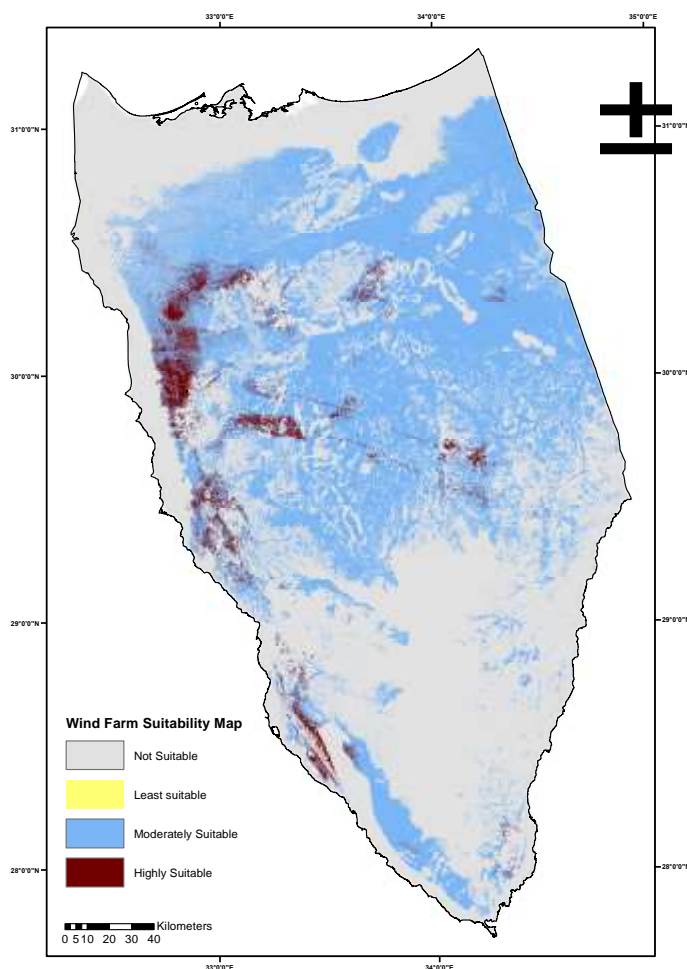 33°0'0"E 34°0'0"E 35°0'0"E
31°0'0"N 31°0'0"N
30°0'0"N 30°0'0"N
29°0'0"N 29°0'0"N
Wind Farm Suitability Map
Not Suitable
Least suitable
Moderately Suitable
Highly Suitable
28°0'0"N 28°0'0"N
Kilometers
0 5 10 20 30 40
33°0'0"E 34°0'0"E